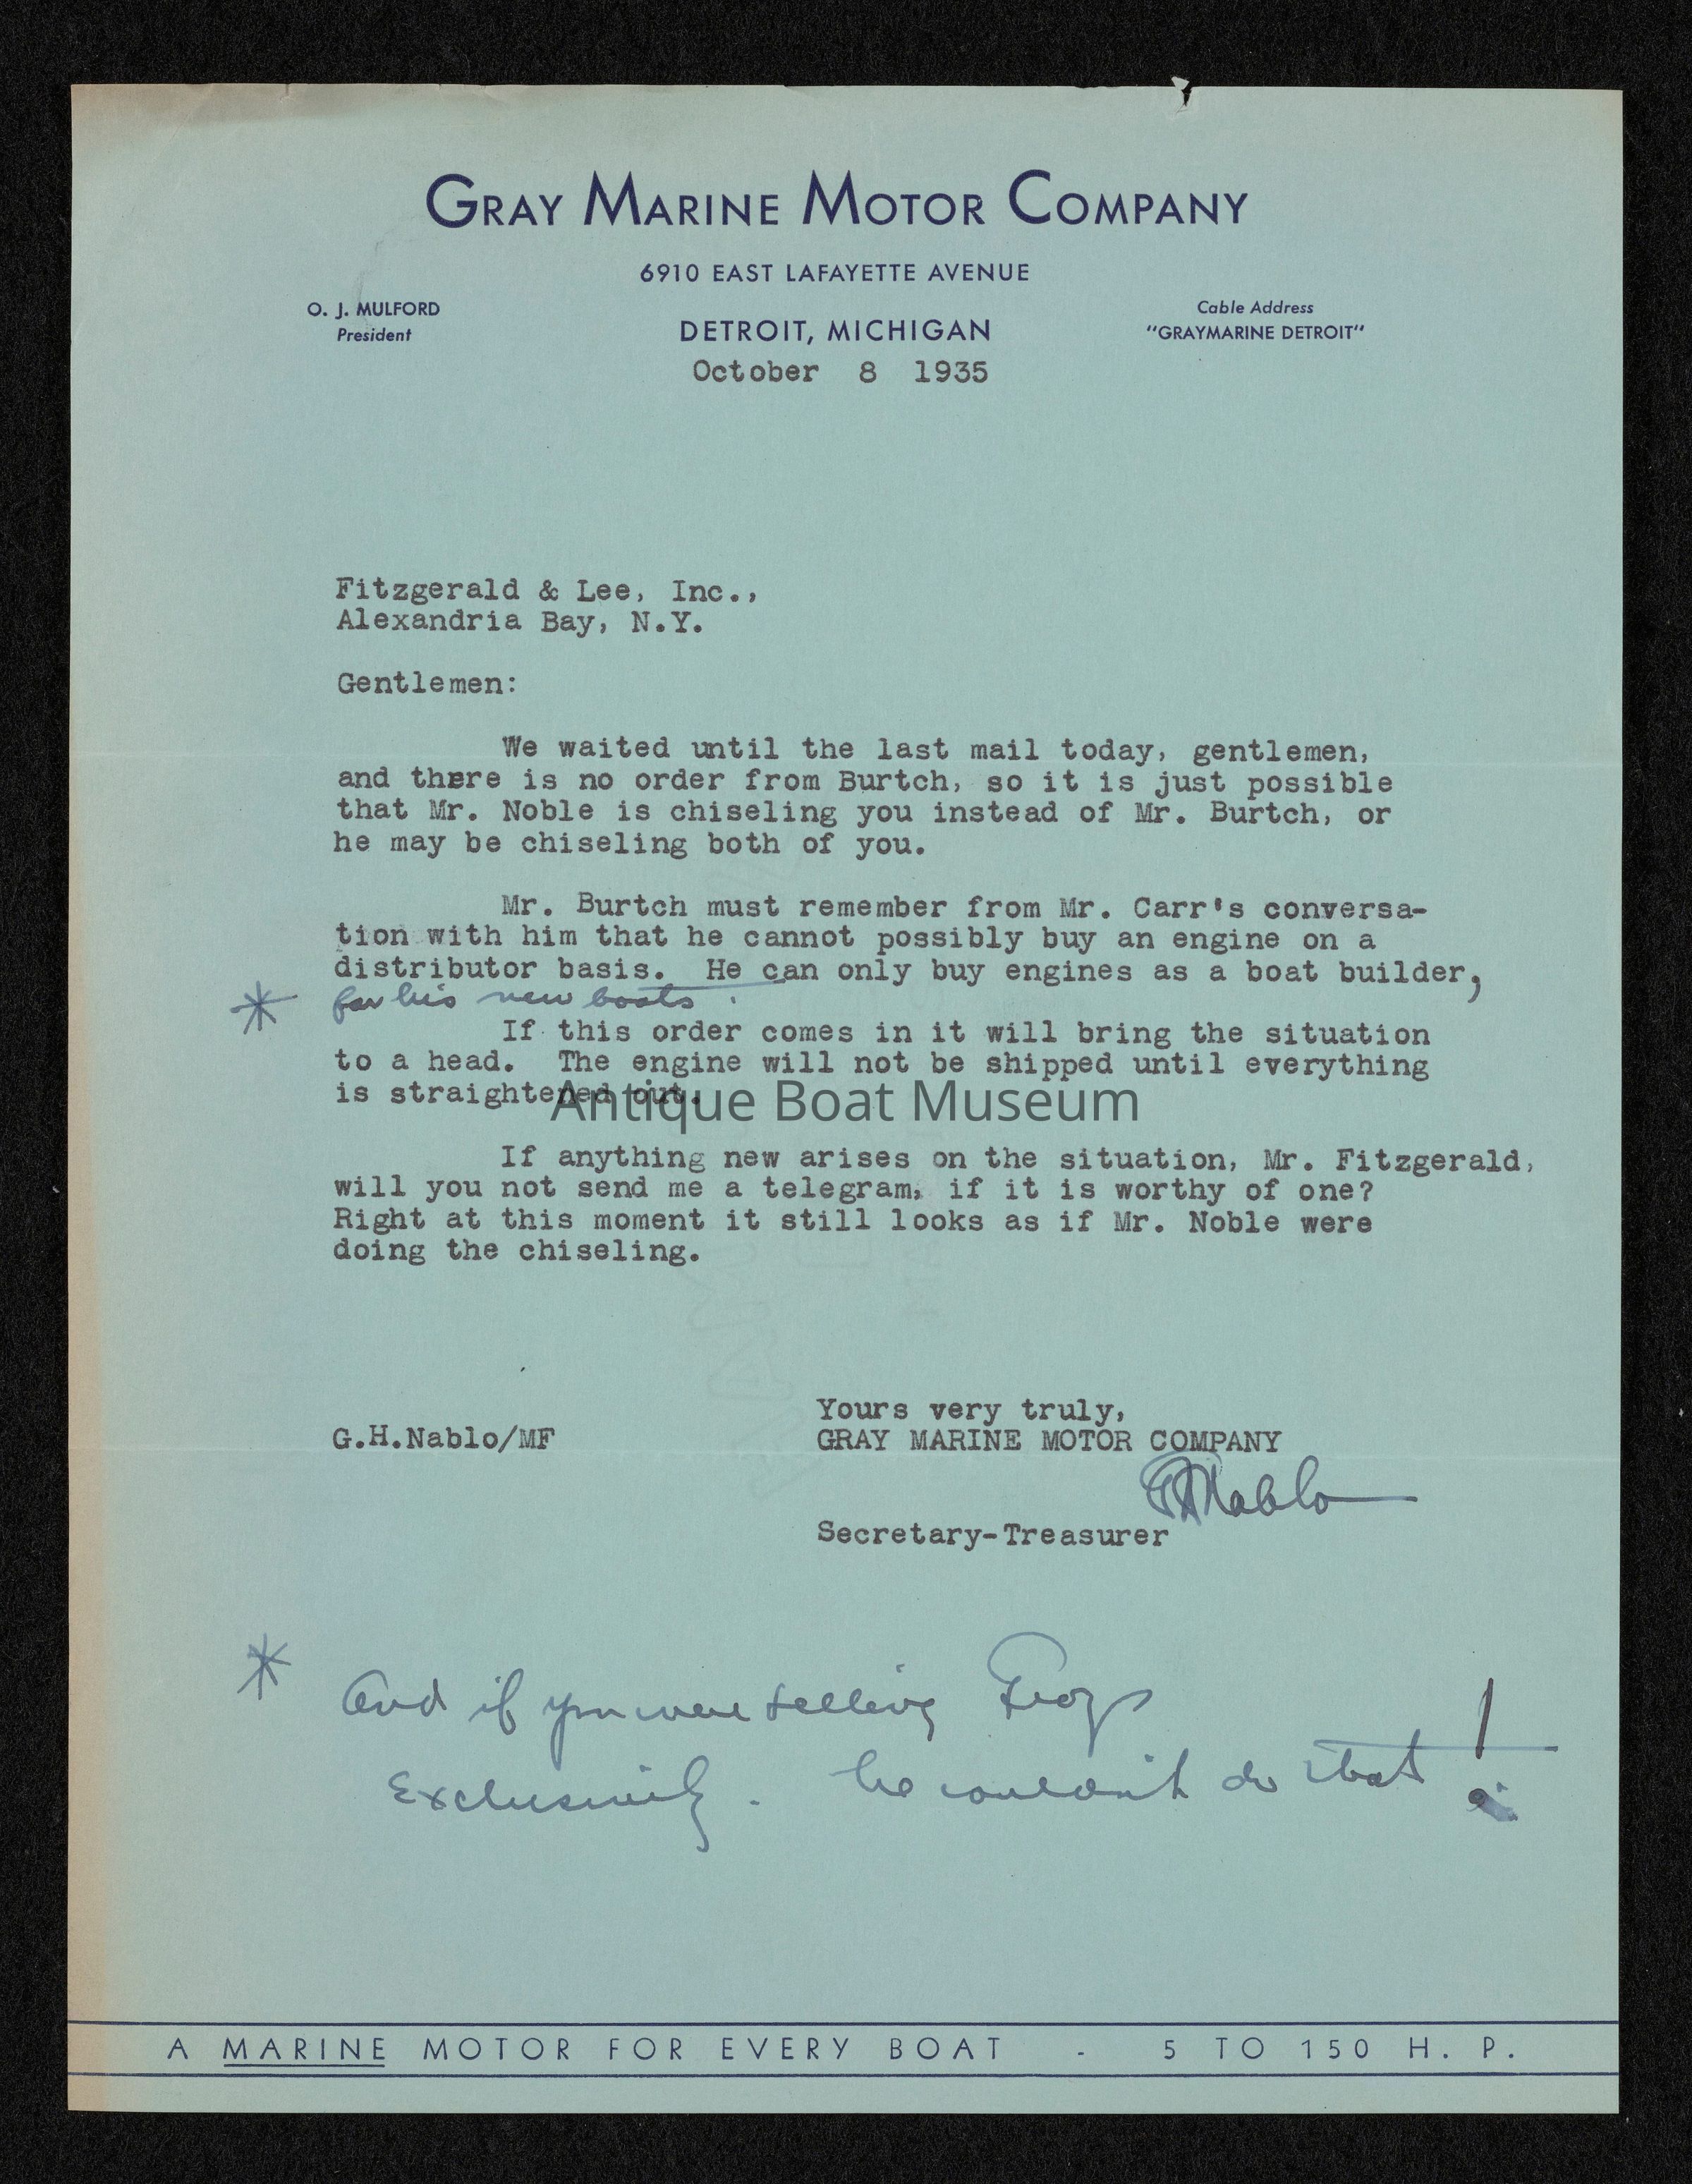 GRAY MARINE MOTOR COMPANY
6910 EAST LAFAYETTE AVENUE
O. J. MULFORD
President
DETROIT, MICHIGAN
Cable Address
"GRAYMARINE DETROIT"
October 8 1935
Fitzgerald & Lee, Inc.,
Alexandria Bay, N.Y.
Gentlemen:
We waited until the last mail today, gentlemen,
and there is no order from Burtch, so it is just possible
that Mr. Noble is chiseling you instead of Mr. Burtch, or
he may be chiseling both of you.
Mr. Burtch must remember from Mr. Carr's conversa-
tion with him that he cannot possibly buy an engine on a
distributor basis. He can only buy engines as a boat builder,
* for his new boats.
If this order comes in it will bring the situation
to a head. The engine will not be shipped until everything
is straightened out.
Antique Boat Museum
If anything new arises on the situation, Mr. Fitzgerald,
will you not send me a telegram, if it is worthy of one?
Right at this moment it still looks as if Mr. Noble were
doing the chiseling.
Yours very truly,
G.H.Nablo/MF
GRAY MARINE MOTOR COMPANY
GHNablo
Secretary-Treasurer
* And if you were selling Grays
Exclusively. he couldn't do that!
A MARINE MOTOR FOR EVERY BOAT - 5 TO 150 H. P.